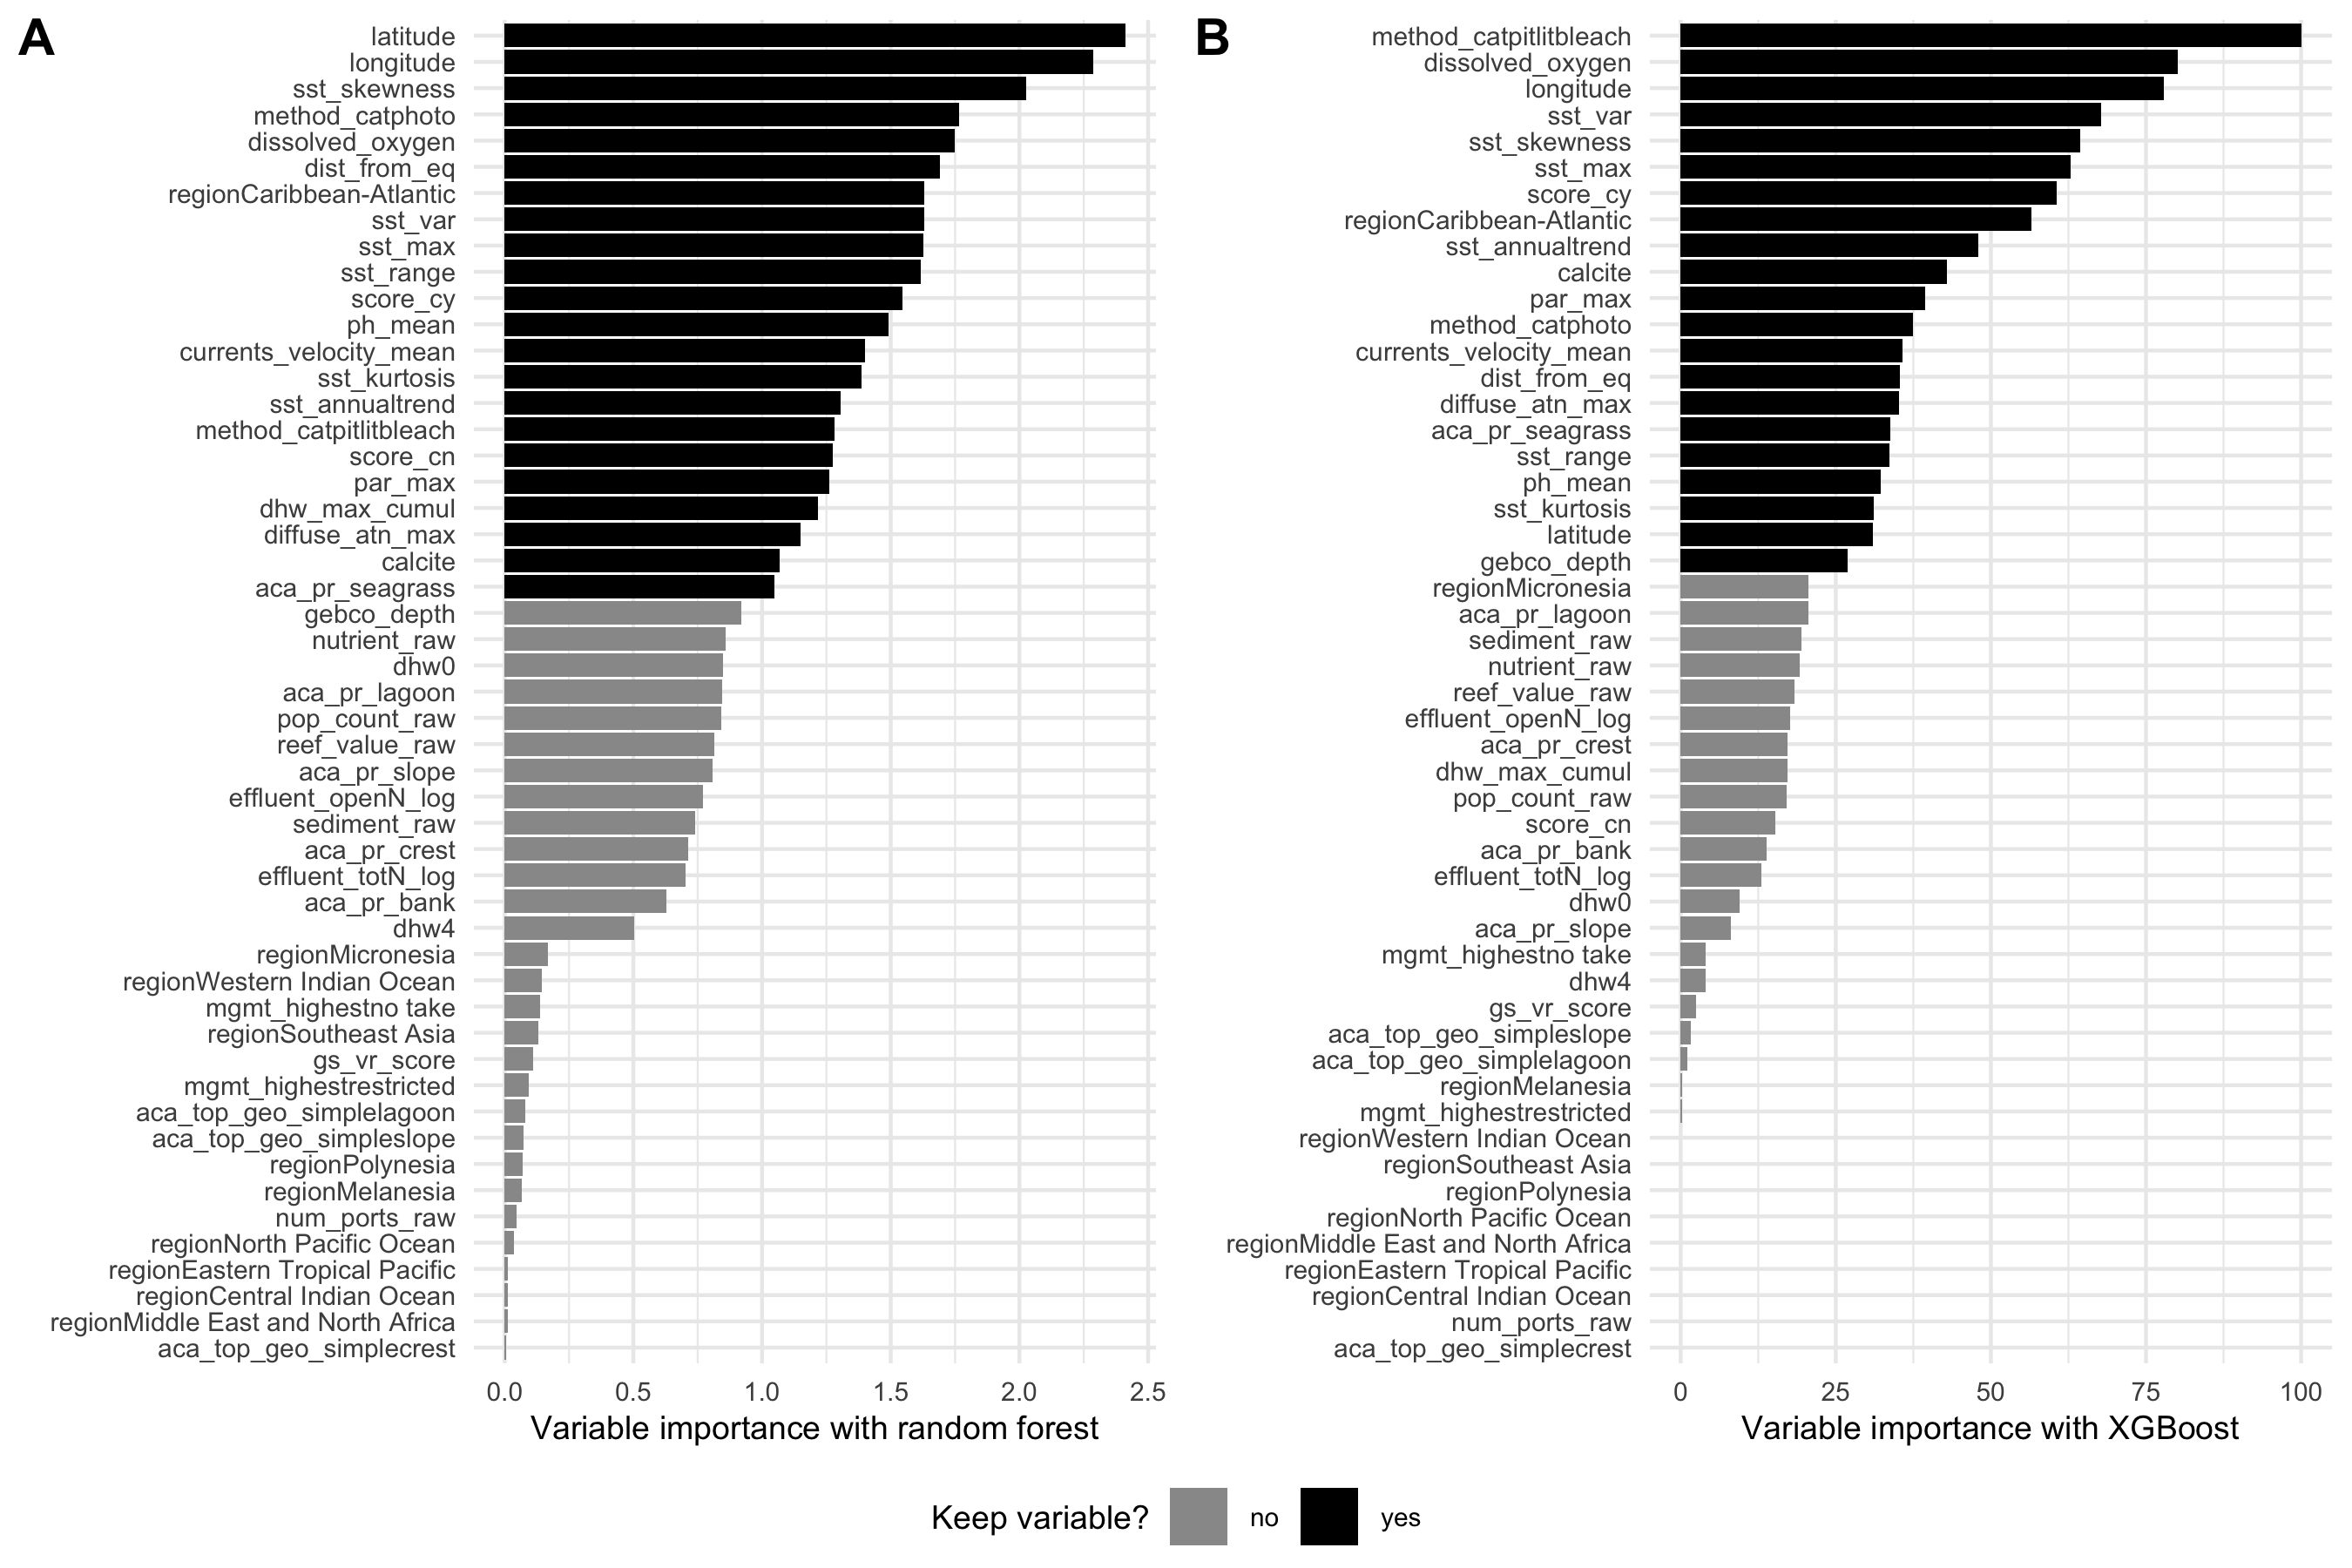 A
latitude
longitude
sst_skewness
method_catphoto
dissolved_oxygen
dist_from_eq
regionCaribbean-Atlantic
sst_var
sst_max
sst_range
score_cy
ph_mean
currents_velocity_mean
sst_kurtosis
sst_annualtrend
method_catpitlitbleach
score_cn
par_max
dhw_max_cumul
diffuse_atn_max
calcite
aca_pr_seagrass
gebco_depth
nutrient_raw
dhw0
aca_pr_lagoon
pop_count_raw
reef_value_raw
aca_pr_slope
effluent_openN_log
sediment_raw
aca_pr_crest
effluent_totN_log
aca_pr_bank
dhw4
regionMicronesia
regionWestern Indian Ocean
mgmt_highestno take
regionSoutheast Asia
gs_vr_score
mgmt_highestrestricted
aca_top_geo_simplelagoon
aca_top_geo_simpleslope
regionPolynesia
regionMelanesia
num_ports_raw
regionNorth Pacific Ocean
regionEastern Tropical Pacific
regionCentral Indian Ocean
regionMiddle East and North Africa
aca_top_geo_simplecrest
0.0 0.5 1.0 1.5 2.0 2.5
Variable importance with random forest
B
method_catpitlitbleach
dissolved_oxygen
longitude
sst_var
sst_skewness
sst_max
score_cy
regionCaribbean-Atlantic
sst_annualtrend
calcite
par_max
method_catphoto
currents_velocity_mean
dist_from_eq
diffuse_atn_max
aca_pr_seagrass
sst_range
ph_mean
sst_kurtosis
latitude
gebco_depth
regionMicronesia
aca_pr_lagoon
sediment_raw
nutrient_raw
reef_value_raw
effluent_openN_log
aca_pr_crest
dhw_max_cumul
pop_count_raw
score_cn
aca_pr_bank
effluent_totN_log
dhw0
aca_pr_slope
mgmt_highestno take
dhw4
gs_vr_score
aca_top_geo_simpleslope
aca_top_geo_simplelagoon
regionMelanesia
mgmt_highestrestricted
regionWestern Indian Ocean
regionSoutheast Asia
regionPolynesia
regionNorth Pacific Ocean
regionMiddle East and North Africa
regionEastern Tropical Pacific
regionCentral Indian Ocean
num_ports_raw
aca_top_geo_simplecrest
0 25 50 75 100
Variable importance with XGBoost
Keep variable? no yes